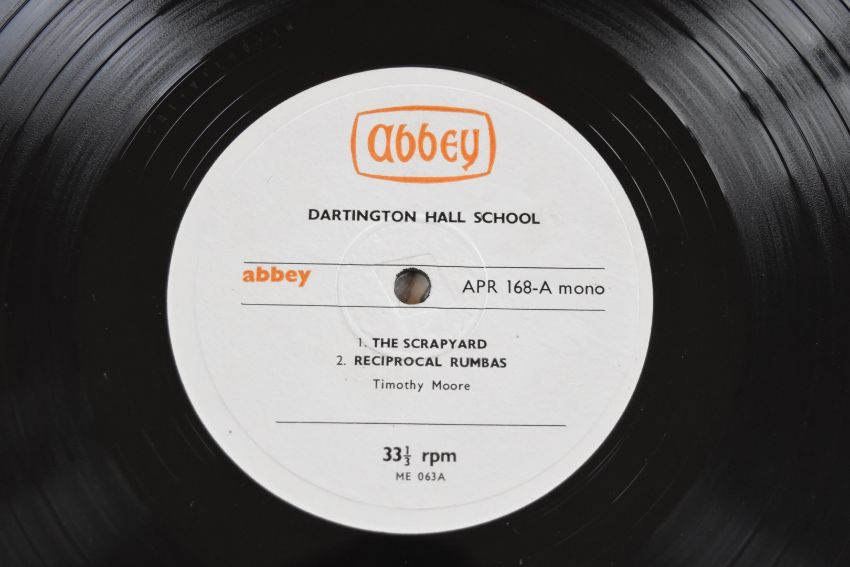 abbey
DARTINGTON HALL SCHOOL
abbey
APR 168-A mono
1. THE SCRAPYARD
2. RECIPROCAL RUMBAS
Timothy Moore
33⅓ rpm
ME 063A